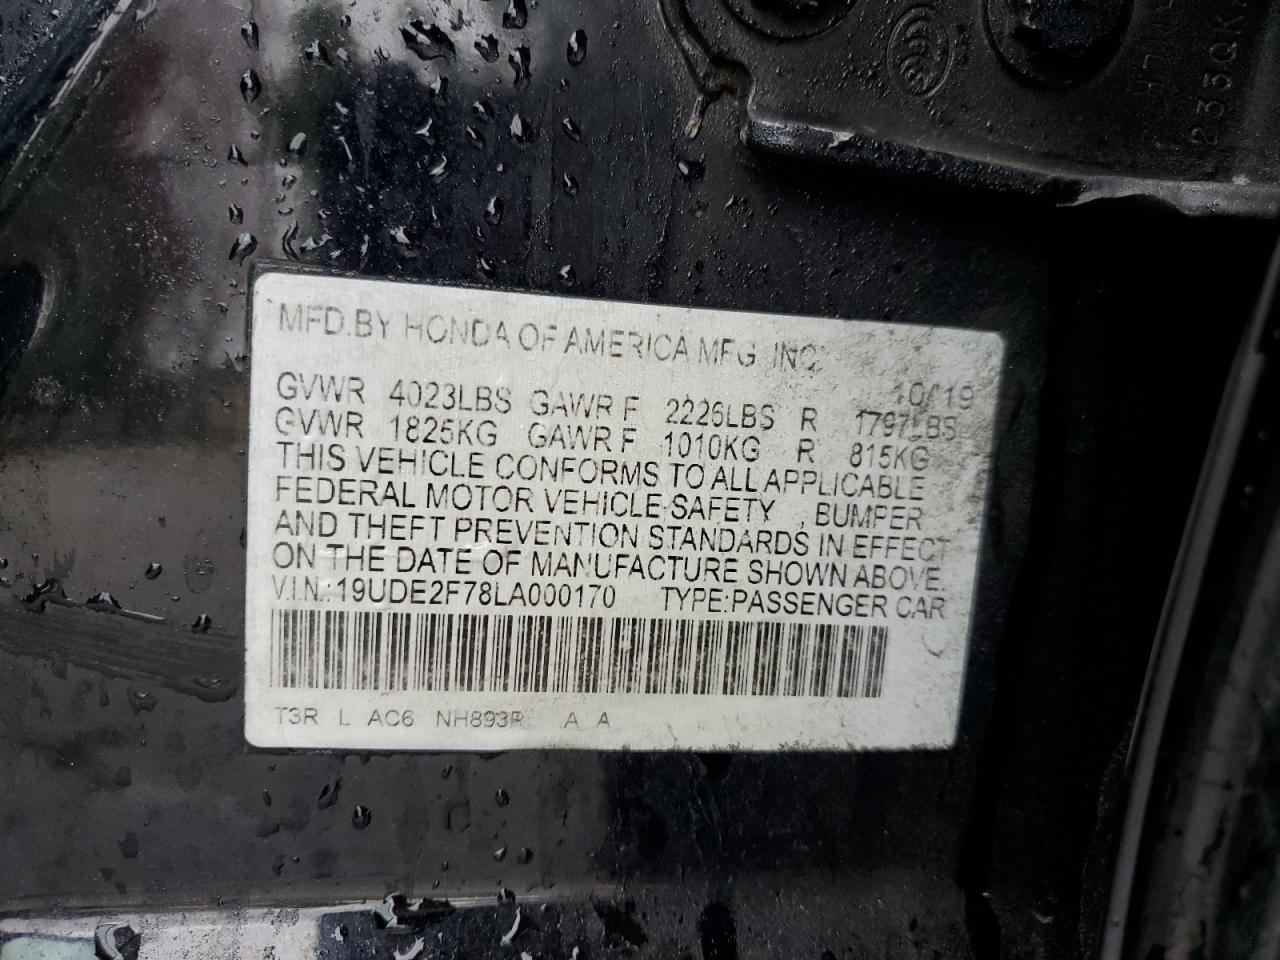 MFD.BY HONDA OF AMERICA MFG. INC. 10/19
GVWR 4023LBS GAWR F 2226LBS R 1797LBS
GVWR 1825KG GAWR F 1010KG R 815KG
THIS VEHICLE CONFORMS TO ALL APPLICABLE
FEDERAL MOTOR VEHICLE SAFETY , BUMPER
AND THEFT PREVENTION STANDARDS IN EFFECT
ON THE DATE OF MANUFACTURE SHOWN ABOVE.
V.I.N.:19UDE2F78LA000170 TYPE:PASSENGER CAR
T3R L AC6 NH893P A A